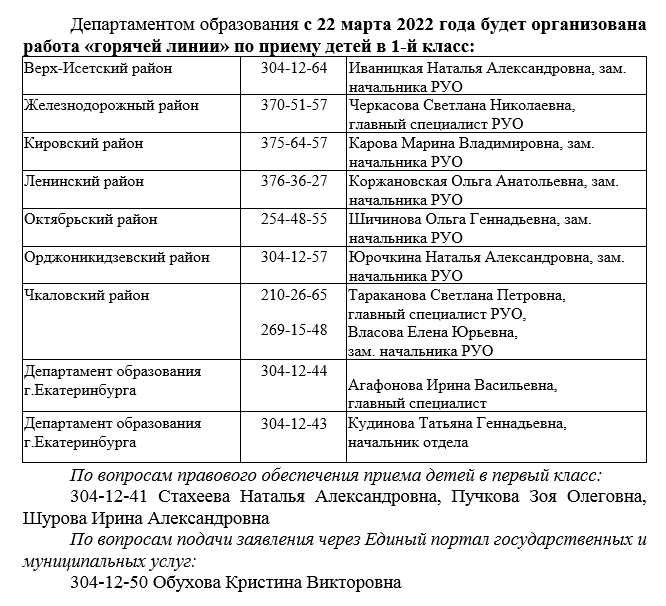 Департаментом образования с 22 марта 2022 года будет организована
работа «горячей линии» по приему детей в 1-й класс:
Верх-Исетский район 304-12-64 Иваницкая Наталья Александровна, зам.
начальника РУО
Железнодорожный район 370-51-57 Черкасова Светлана Николаевна,
главный специалист РУО
Кировский район 375-64-57 Карова Марина Владимировна, зам.
начальника РУО
Ленинский район 376-36-27 Коржановская Ольга Анатольевна, зам.
начальника РУО
Октябрьский район 254-48-55 Шичинова Ольга Геннадьевна, зам.
начальника РУО
Орджоникидзевский район 304-12-57 Юрочкина Наталья Александровна, зам.
начальника РУО
Чкаловский район 210-26-65 Тараканова Светлана Петровна,
главный специалист РУО,
269-15-48 Власова Елена Юрьевна,
зам. начальника РУО
Департамент образования 304-12-44
г.Екатеринбурга Агафонова Ирина Васильевна,
главный специалист
Департамент образования 304-12-43 Кудинова Татьяна Геннадьевна,
г.Екатеринбурга начальник отдела
По вопросам правового обеспечения приема детей в первый класс:
304-12-41 Стахеева Наталья Александровна, Пучкова Зоя Олеговна,
Щурова Ирина Александровна
По вопросам подачи заявления через Единый портал государственных и
муниципальных услуг:
304-12-50 Обухова Кристина Викторовна